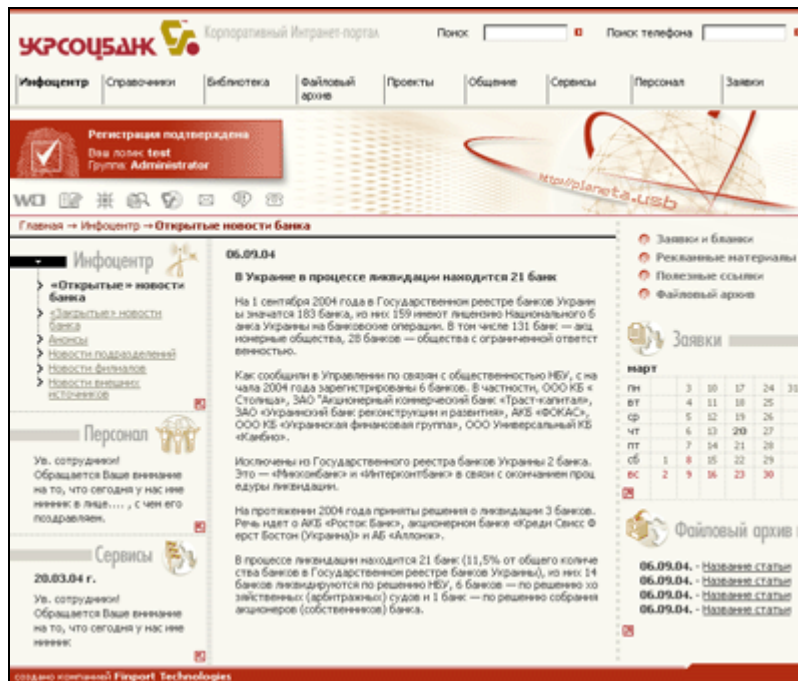 УКРСОЦБАНК
Корпоративный Интранет-портал
Поиск
Поиск телефона
Инфоцентр
Справочники
Библиотека
Файловый
архив
Проекты
Общение
Сервисы
Персонал
Заявки
Регистрация подтверждена
Ваш логин: test
Группа: Administrator
http://planeta.usb
Главная → Инфоцентр → Открытые новости банка
Инфоцентр
«Открытые» новости
банка
«Закрытые» новости
банка
Анонсы
Новости подразделений
Новости филиалов
Новости внешних
источников
Персонал
Ув. сотрудники!
Обращается Ваше внимание
на то, что сегодня у нас име
нинник в лице.... , с чем его
поздравляем.
Сервисы
20.03.04 г.
Ув. сотрудники!
Обращается Ваше внимание
на то, что сегодня у нас име
нинник
06.09.04
В Украине в процессе ликвидации находится 21 банк
На 1 сентября 2004 года в Государственном реестре банков Украин
ы значатся 183 банка, из них 159 имеют лицензию Национального б
анка Украины на банковские операции. В том числе 131 банк — акц
ионерные общества, 28 банков — общества с ограниченной ответст
венностью.
Как сообщили в Управлении по связям с общественностью НБУ, с на
чала 2004 года зарегистрированы 6 банков. В частности, ООО КБ «
Столица», ЗАО "Акционерный коммерческий банк «Траст-капитал»,
ЗАО «Украинский банк реконструкции и развития», АКБ «ФОКАС»,
ООО КБ «Украинская финансовая группа», ООО Универсальный КБ
«Камбио».
Исключены из Государственного реестра банков Украины 2 банка.
Это — «Микомбанк» и «Интерконтбанк» в связи с окончанием проц
едуры ликвидации.
На протяжении 2004 года приняты решения о ликвидации 3 банков.
Речь идет о АКБ «Росток Банк», акционерном банке «Креди Свисс Ф
ерст Бостон (Украина)» и АБ «Аллонж».
В процессе ликвидации находится 21 банк (11,5% от общего количе
ства банков в Государственном реестре банков Украины), из них 14
банков ликвидируются по решению НБУ, 6 банков — по решению хо
зяйственных (арбитражных) судов и 1 банк — по решению собрания
акционеров (собственников) банка.
Заявки и бланки
Рекламные материалы
Полезные ссылки
Файловый архив
Заявки
март
пн 3 10 17 24 31
вт 4 11 18 25
ср 5 12 19 26
чт 6 13 20 27
пт 7 14 21 28
сб 1 8 15 22 29
вс 2 9 16 23 30
Файловый архив
06.09.04. - Название статьи
06.09.04. - Название статьи
06.09.04. - Название статьи
06.09.04. - Название статьи
создано компанией Finport Technologies